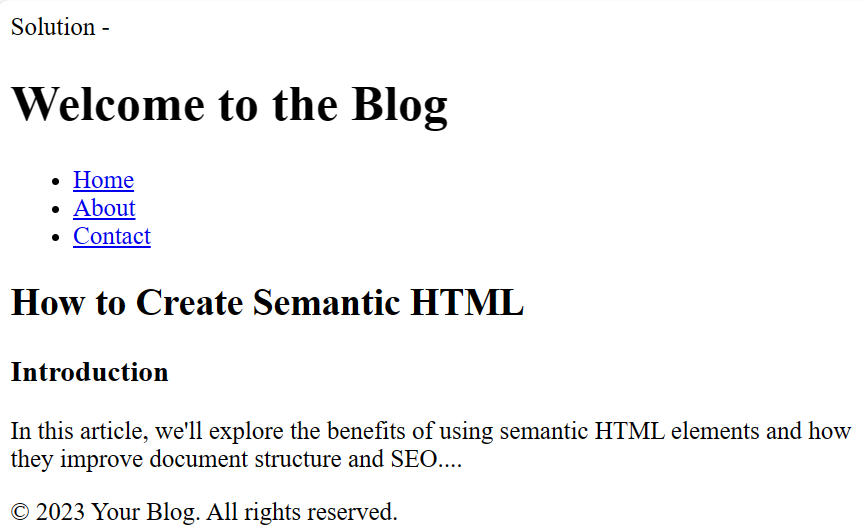 Solution -
Welcome to the Blog
• Home
• About
• Contact
How to Create Semantic HTML
Introduction
In this article, we'll explore the benefits of using semantic HTML elements and how
they improve document structure and SEO....
© 2023 Your Blog. All rights reserved.